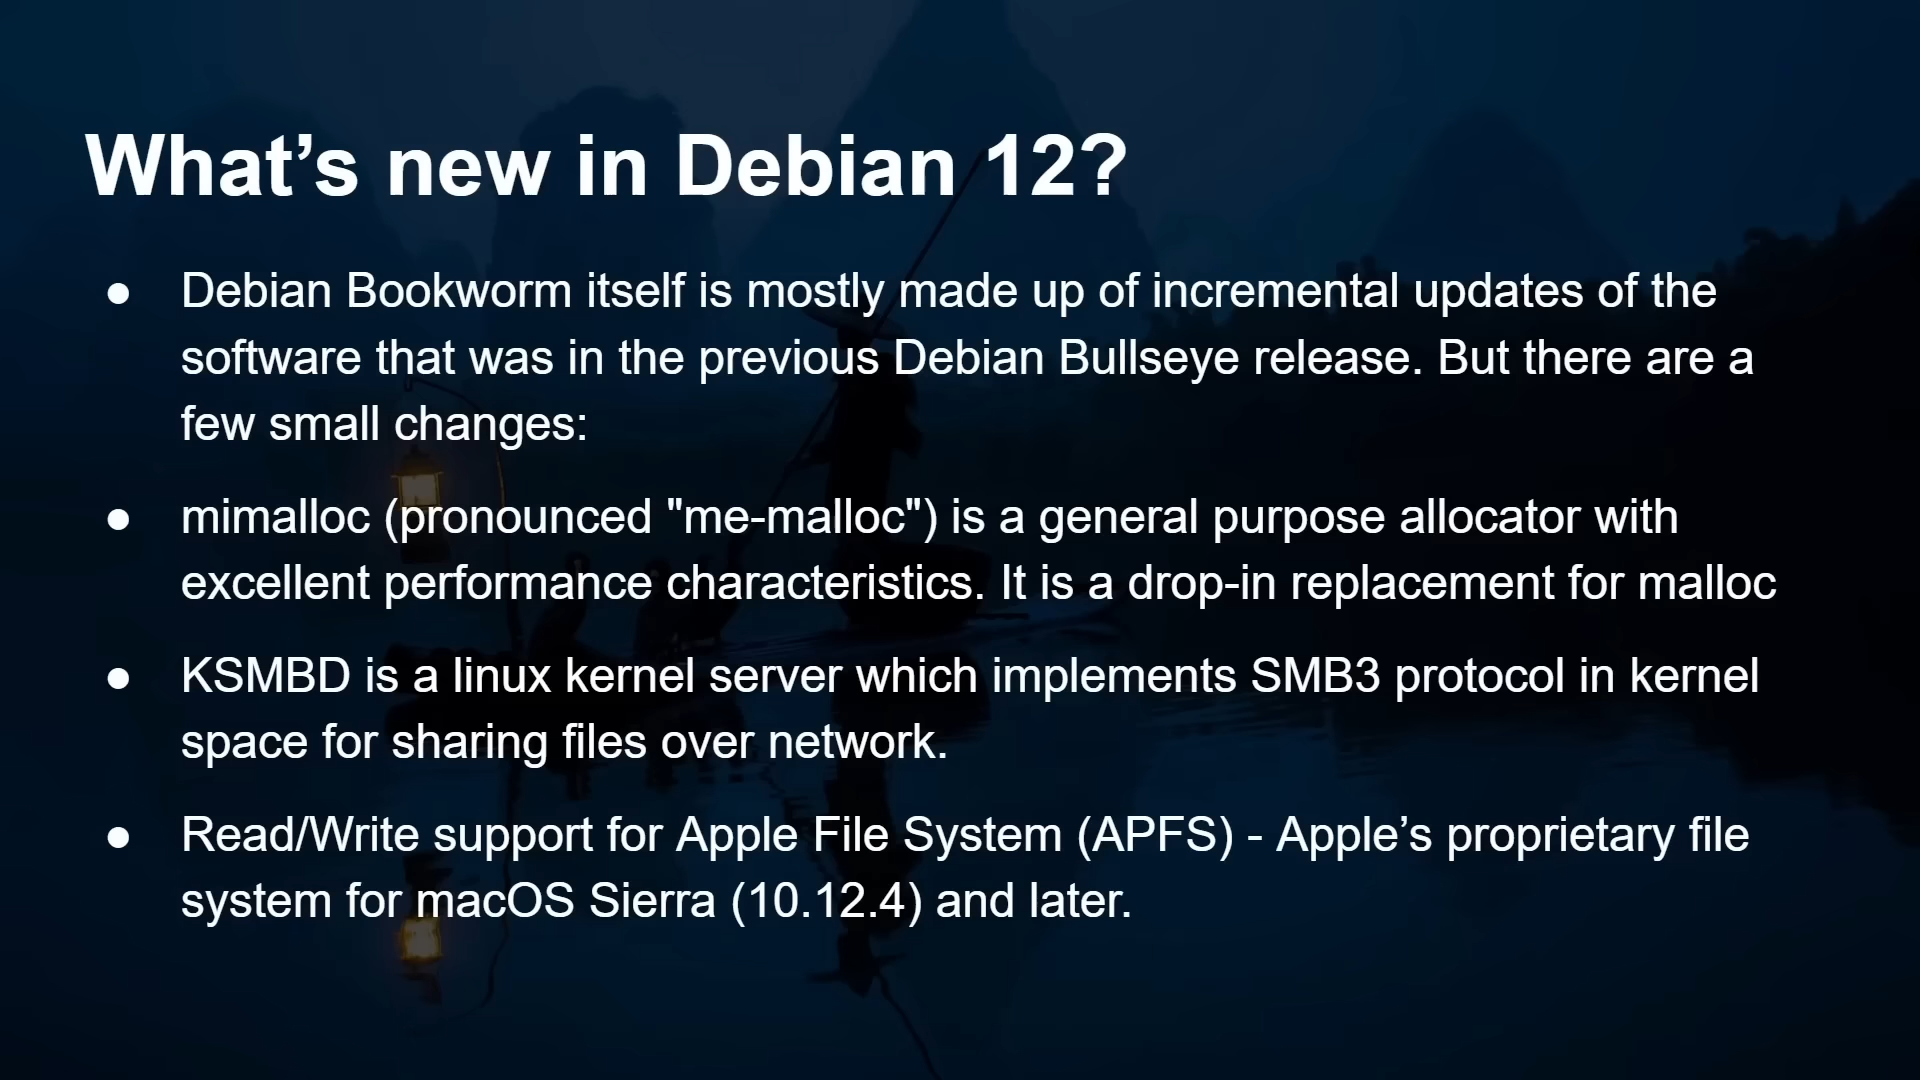 What’s new in Debian 12?
● Debian Bookworm itself is mostly made up of incremental updates of the
software that was in the previous Debian Bullseye release. But there are a
few small changes:
● mimalloc (pronounced "me-malloc") is a general purpose allocator with
excellent performance characteristics. It is a drop-in replacement for malloc
● KSMBD is a linux kernel server which implements SMB3 protocol in kernel
space for sharing files over network.
● Read/Write support for Apple File System (APFS) - Apple’s proprietary file
system for macOS Sierra (10.12.4) and later.